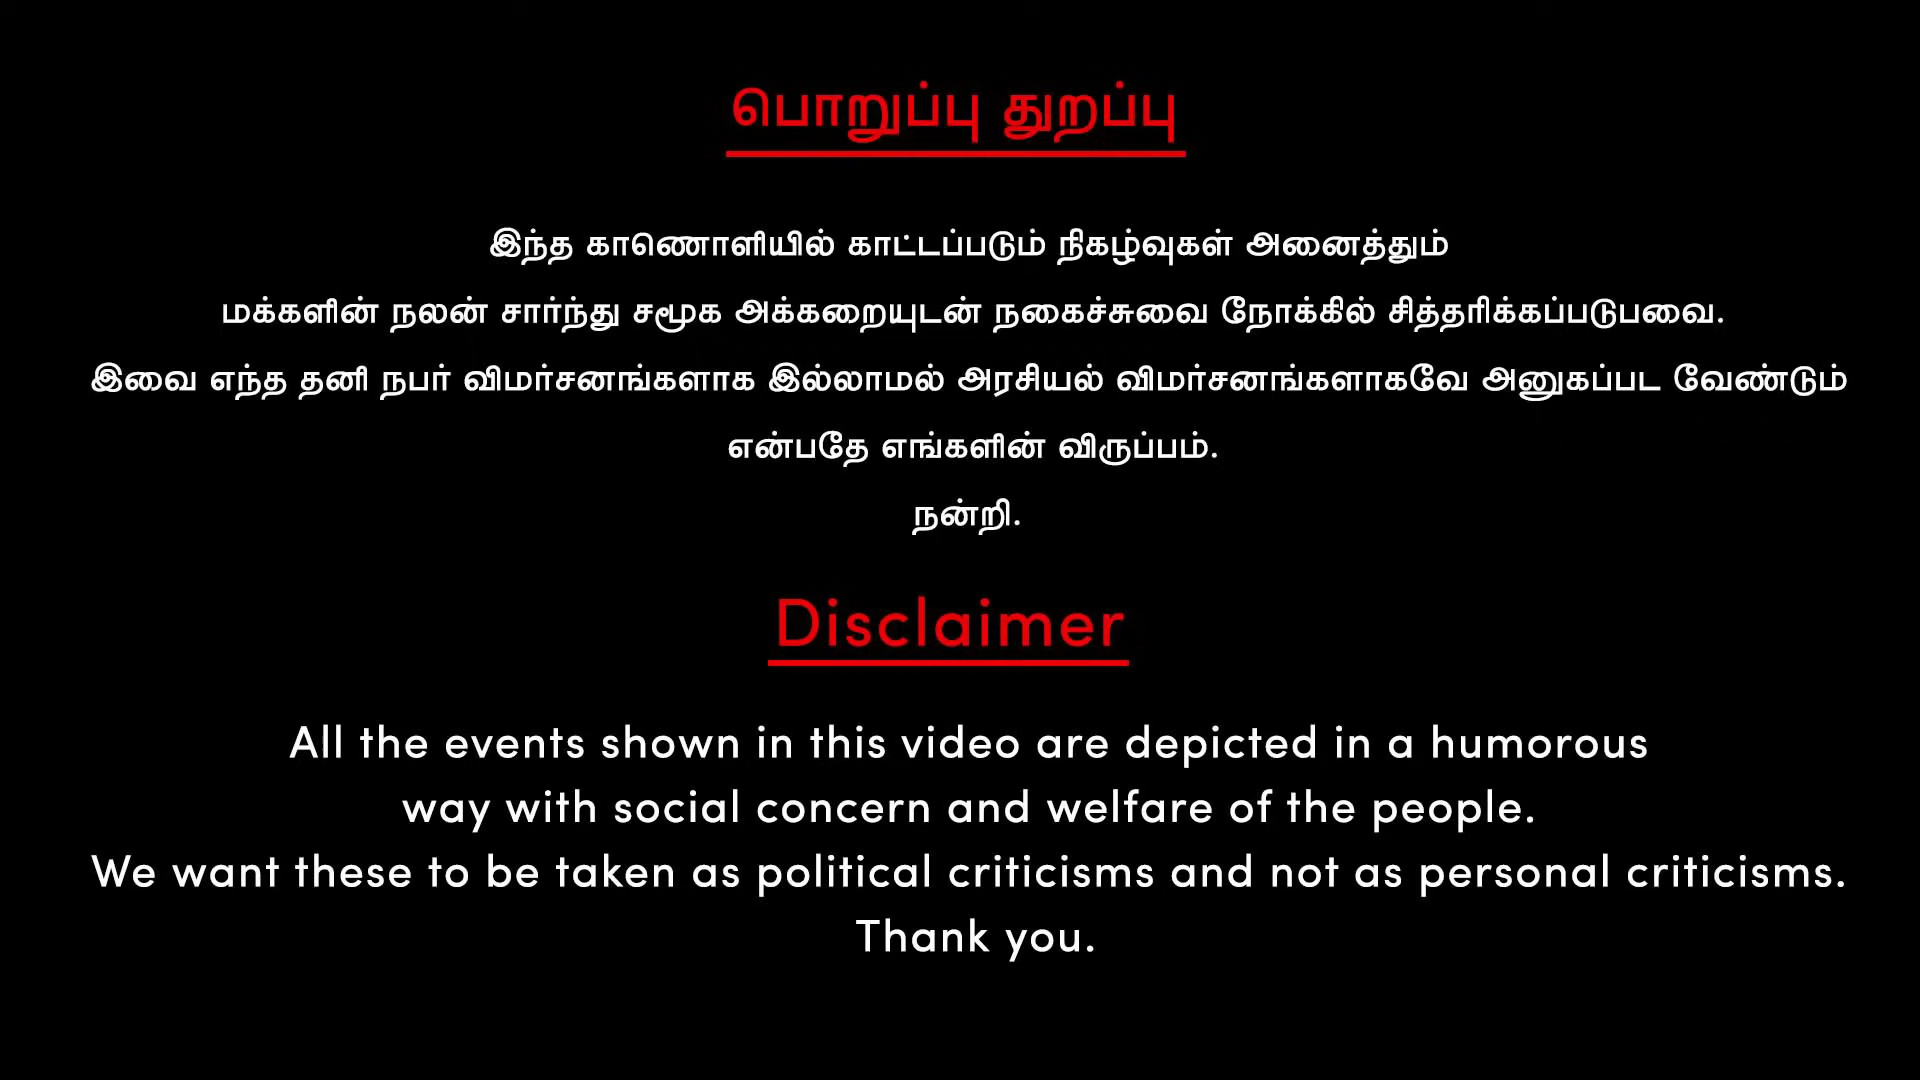 பொறுப்பு துறப்பு
இந்த காணொளியில் காட்டப்படும் நிகழ்வுகள் அனைத்தும்
மக்களின் நலன் சார்ந்து சமூக அக்கறையுடன் நகைச்சுவை நோக்கில் சித்தரிக்கப்படுபவை.
இவை எந்த தனி நபர் விமர்சனங்களாக இல்லாமல் அரசியல் விமர்சனங்களாகவே அனுகப்பட வேண்டும்
என்பதே எங்களின் விருப்பம்.
நன்றி.
Disclaimer
All the events shown in this video are depicted in a humorous
way with social concern and welfare of the people.
We want these to be taken as political criticisms and not as personal criticisms.
Thank you.